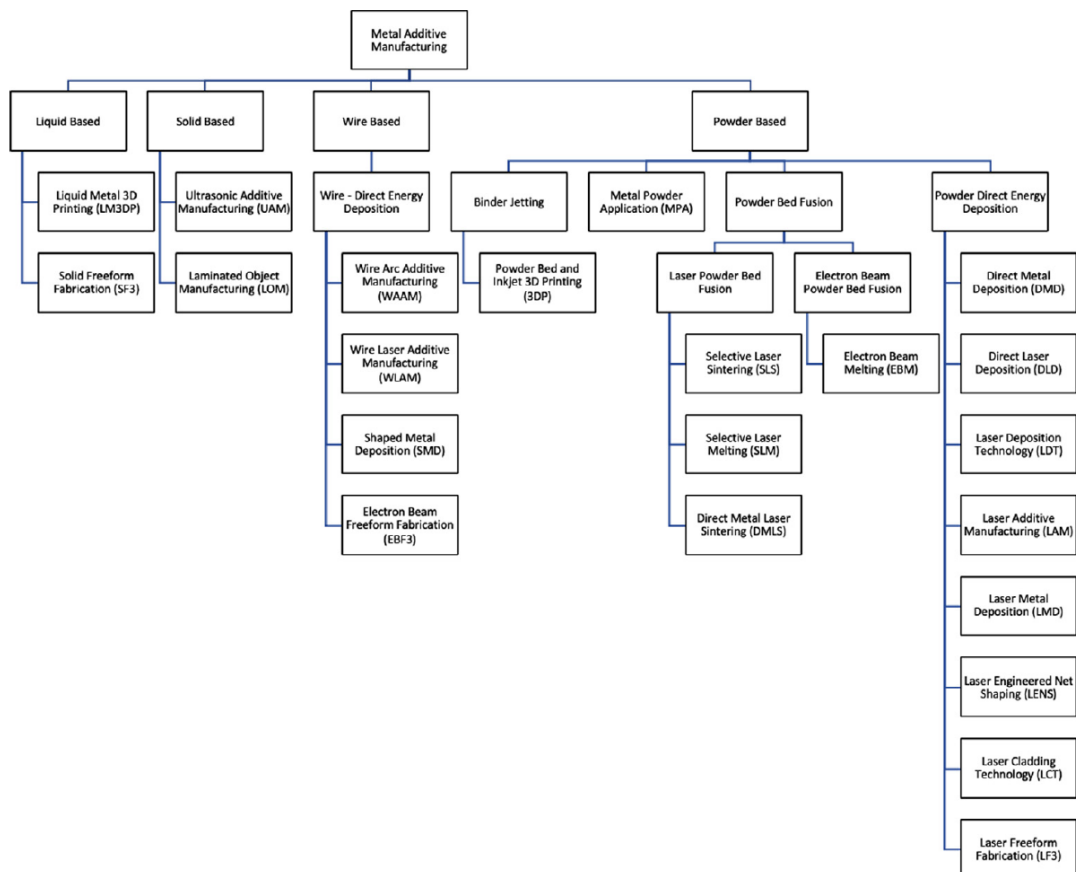 Metal Additive
Manufacturing
Liquid Based
Solid Based
Wire Based
Powder Based
Liquid Metal 3D
Printing (LM3DP)
Ultrasonic Additive
Manufacturing (UAM)
Wire - Direct Energy
Deposition
Binder Jetting
Metal Powder
Application (MPA)
Powder Bed Fusion
Powder Direct Energy
Deposition
Solid Freeform
Fabrication (SF3)
Laminated Object
Manufacturing (LOM)
Wire Arc Additive
Manufacturing
(WAAM)
Powder Bed and
Inkjet 3D Printing
(3DP)
Laser Powder Bed
Fusion
Electron Beam
Powder Bed Fusion
Direct Metal
Deposition (DMD)
Wire Laser Additive
Manufacturing
(WLAM)
Selective Laser
Sintering (SLS)
Electron Beam
Melting (EBM)
Direct Laser
Deposition (DLD)
Shaped Metal
Deposition (SMD)
Selective Laser
Melting (SLM)
Laser Deposition
Technology (LDT)
Electron Beam
Freeform Fabrication
(EBF3)
Direct Metal Laser
Sintering (DMLS)
Laser Additive
Manufacturing (LAM)
Laser Metal
Deposition (LMD)
Laser Engineered Net
Shaping (LENS)
Laser Cladding
Technology (LCT)
Laser Freeform
Fabrication (LF3)